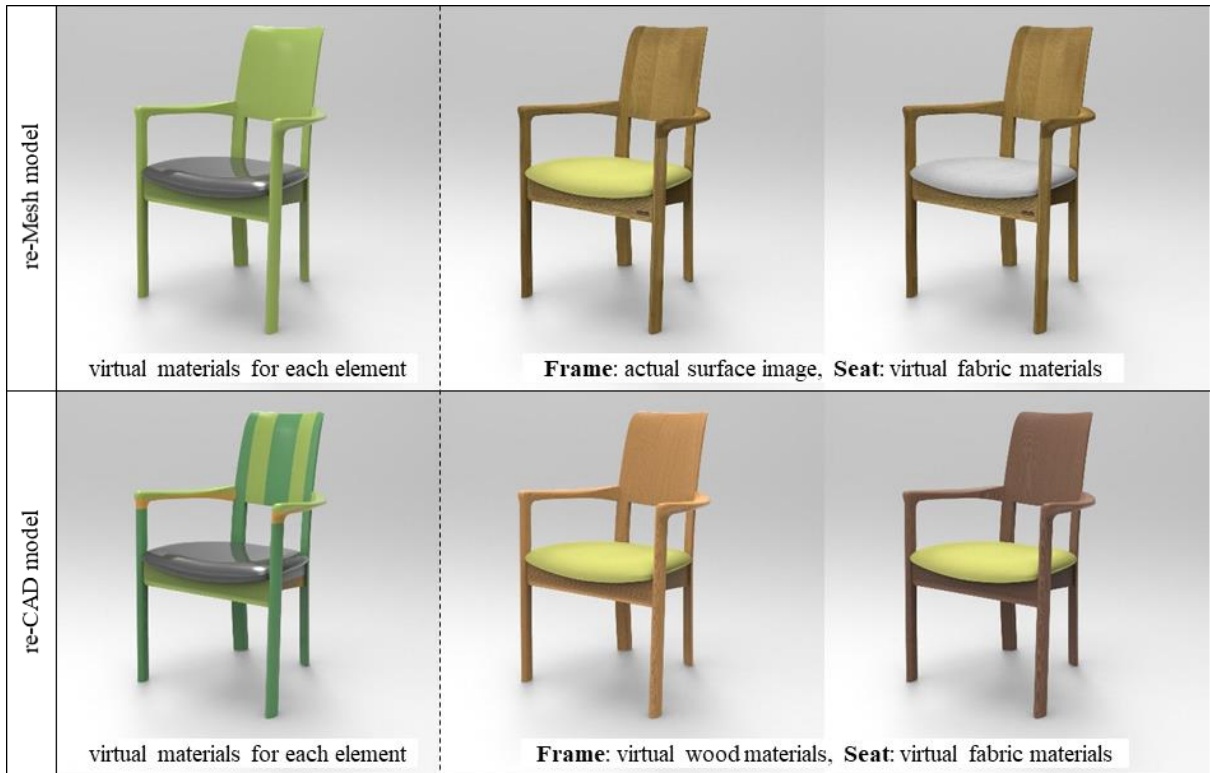 re-Mesh model
virtual materials for each element
Frame: actual surface image, Seat: virtual fabric materials
re-CAD model
virtual materials for each element
Frame: virtual wood materials, Seat: virtual fabric materials